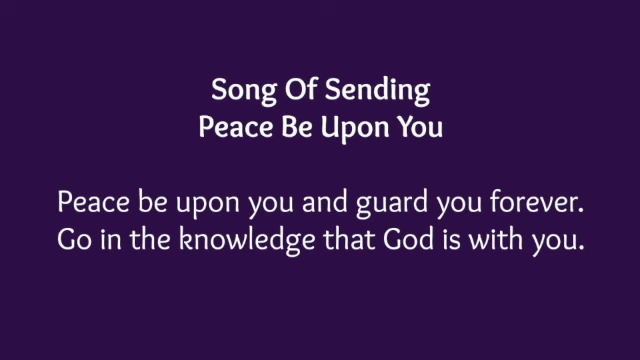 Song Of Sending
Peace Be Upon You
Peace be upon you and guard you forever.
Go in the knowledge that God is with you.